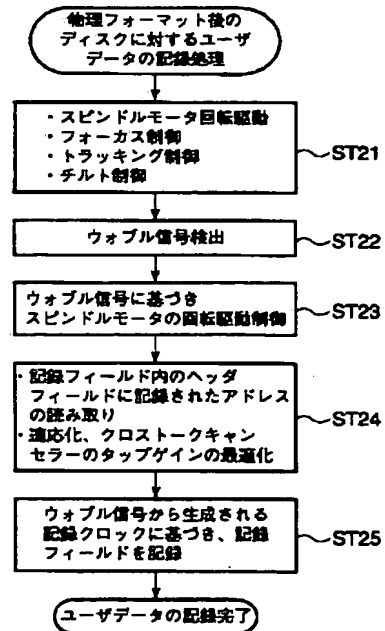 物理フォーマット後の
ディスクに対するユーザ
データの記録処理
・スピンドルモータ回転駆動
・フォーカス制御
・トラッキング制御
・チルト制御
ST21
ウォブル信号検出
ST22
ウォブル信号に基づき
スピンドルモータの回転駆動制御
ST23
・記録フィールド内のヘッダ
フィールドに記録されたアドレス
の読み取り
・適応化、クロストークキャン
セラーのタップゲインの最適化
ST24
ウォブル信号から生成される
記録クロックに基づき、記録
フィールドを記録
ST25
ユーザデータの記録完了